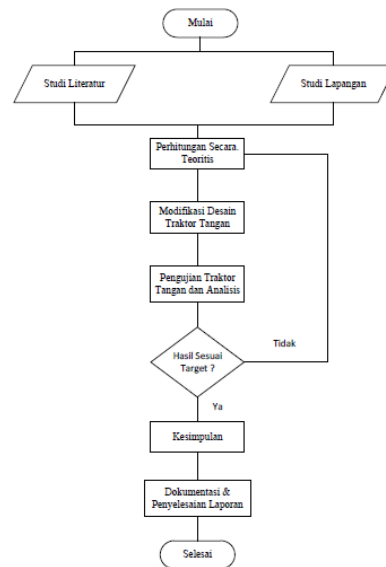 Mulai
Studi Literatur
Studi Lapangan
Perhitungan Secara.
Teoritis
Modifikasi Desain
Traktor Tangan
Pengujian Traktor
Tangan dan Analisis
Hasil Sesuai
Target ?
Tidak
Ya
Kesimpulan
Dokumentasi &
Penyelesaian Laporan
Selesai